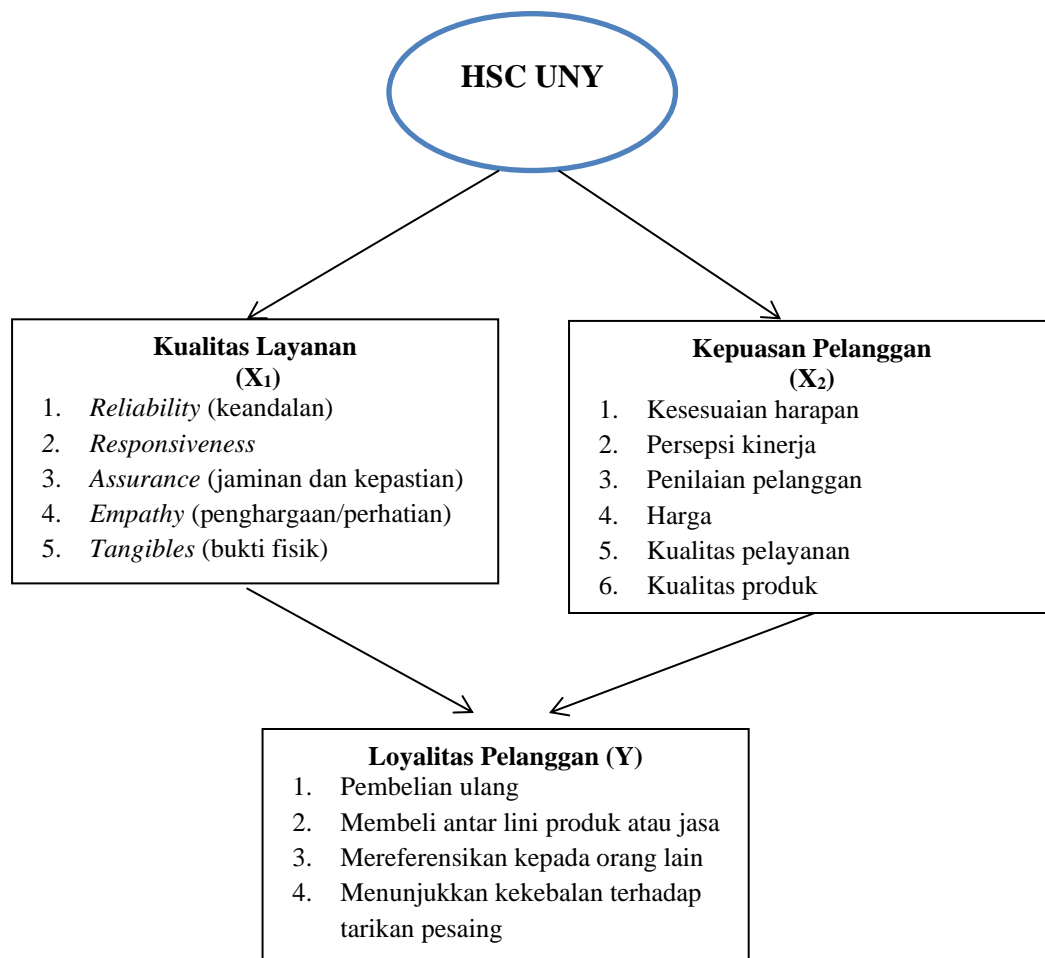 HSC UNY
Kualitas Layanan
(X₁)
1. Reliability (keandalan)
2. Responsiveness
3. Assurance (jaminan dan kepastian)
4. Empathy (penghargaan/perhatian)
5. Tangibles (bukti fisik)
Kepuasan Pelanggan
(X₂)
1. Kesesuaian harapan
2. Persepsi kinerja
3. Penilaian pelanggan
4. Harga
5. Kualitas pelayanan
6. Kualitas produk
Loyalitas Pelanggan (Y)
1. Pembelian ulang
2. Membeli antar lini produk atau jasa
3. Mereferensikan kepada orang lain
4. Menunjukkan kekebalan terhadap
tarikan pesaing